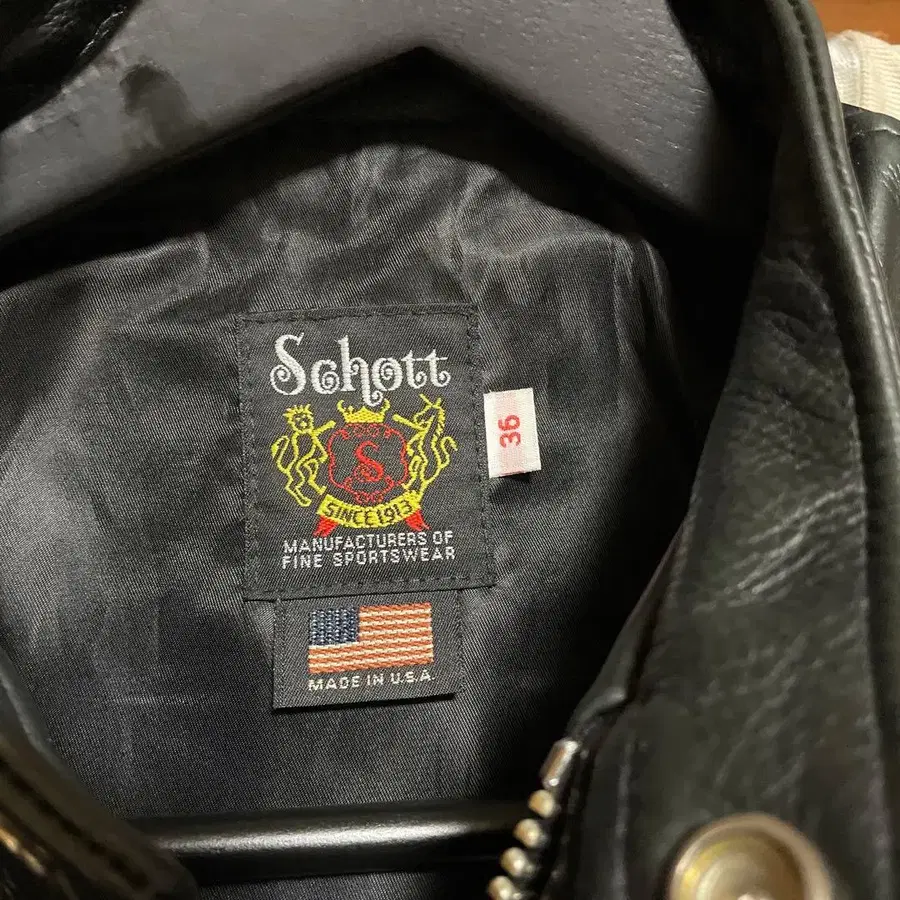 Schott
36
S
SINCE 1913
MANUFACTURERS OF
FINE SPORTSWEAR
MADE IN U.S.A.